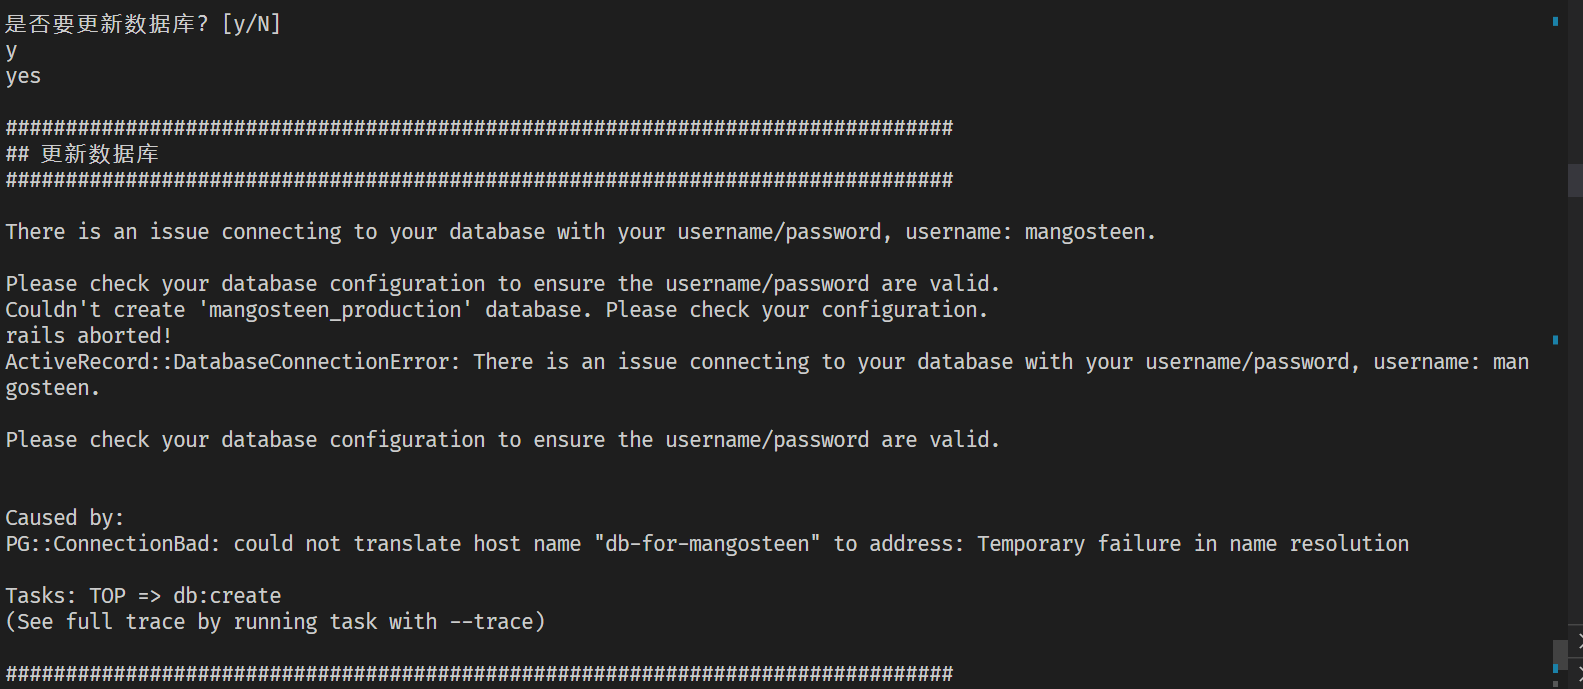 是否要更新数据库? [y/N]
y
yes
###############################################################################
## 更新数据库
###############################################################################
There is an issue connecting to your database with your username/password, username: mangosteen.
Please check your database configuration to ensure the username/password are valid.
Couldn't create 'mangosteen_production' database. Please check your configuration.
rails aborted!
ActiveRecord::DatabaseConnectionError: There is an issue connecting to your database with your username/password, username: man
gosteen.
Please check your database configuration to ensure the username/password are valid.
Caused by:
PG::ConnectionBad: could not translate host name "db-for-mangosteen" to address: Temporary failure in name resolution
Tasks: TOP => db:create
(See full trace by running task with --trace)
###############################################################################